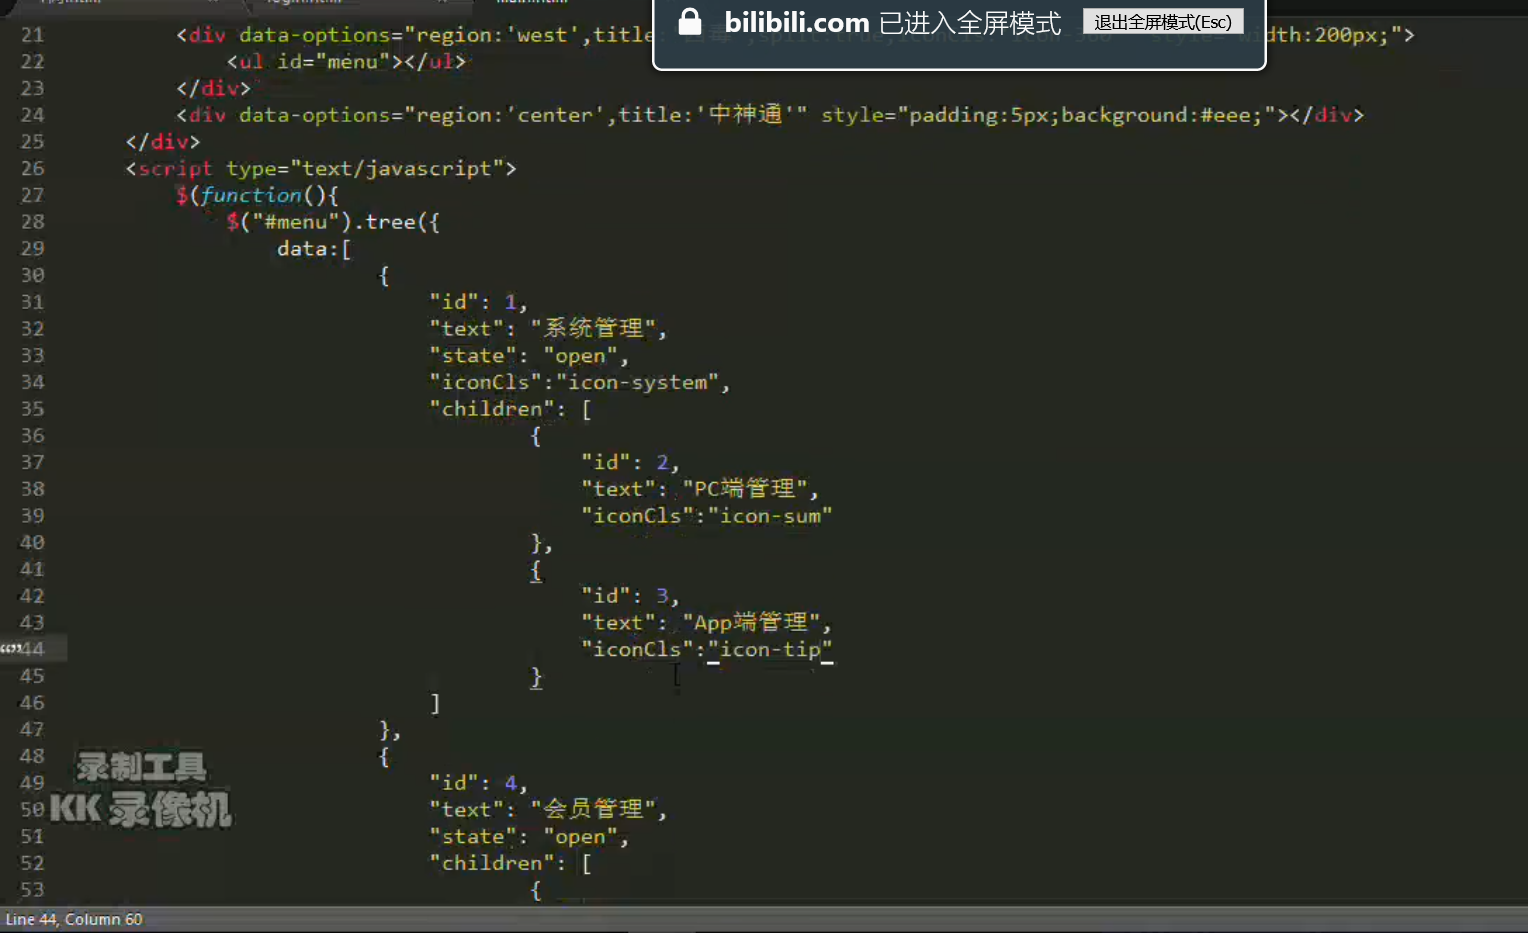 bilibili.com 已进入全屏模式 退出全屏模式(Esc)
21 <div data-options="region:'west',title: width:200px;">
22 <ul id="menu"></ul>
23 </div>
24 <div data-options="region:'center',title:'中神通'" style="padding:5px;background:#eee;"></div>
25 </div>
26 <script type="text/javascript">
27 $(function(){
28 $("#menu").tree({
29 data:[
30 {
31 "id": 1,
32 "text": "系统管理",
33 "state": "open",
34 "iconCls":"icon-system",
35 "children": [
36 {
37 "id": 2,
38 "text": "PC端管理",
39 "iconCls":"icon-sum"
40 },
41 {
42 "id": 3,
43 "text": "App端管理",
44 "iconCls":"icon-tip"
45 }
46 ]
47 },
48 {
49 "id": 4,
50 "text": "会员管理",
51 "state": "open",
52 "children": [
53 {
录制工具
KK 录像机
Line 44, Column 60